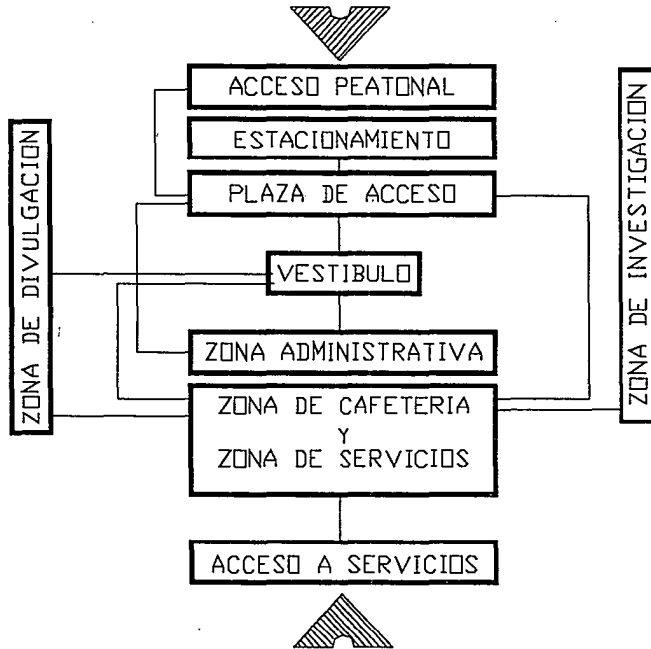 ACCESO PEATONAL
ESTACIONAMIENTO
PLAZA DE ACCESO
ZONA DE DIVULGACION
VESTIBULO
ZONA DE INVESTIGACION
ZONA ADMINISTRATIVA
ZONA DE CAFETERIA
Y
ZONA DE SERVICIOS
ACCESO A SERVICIOS